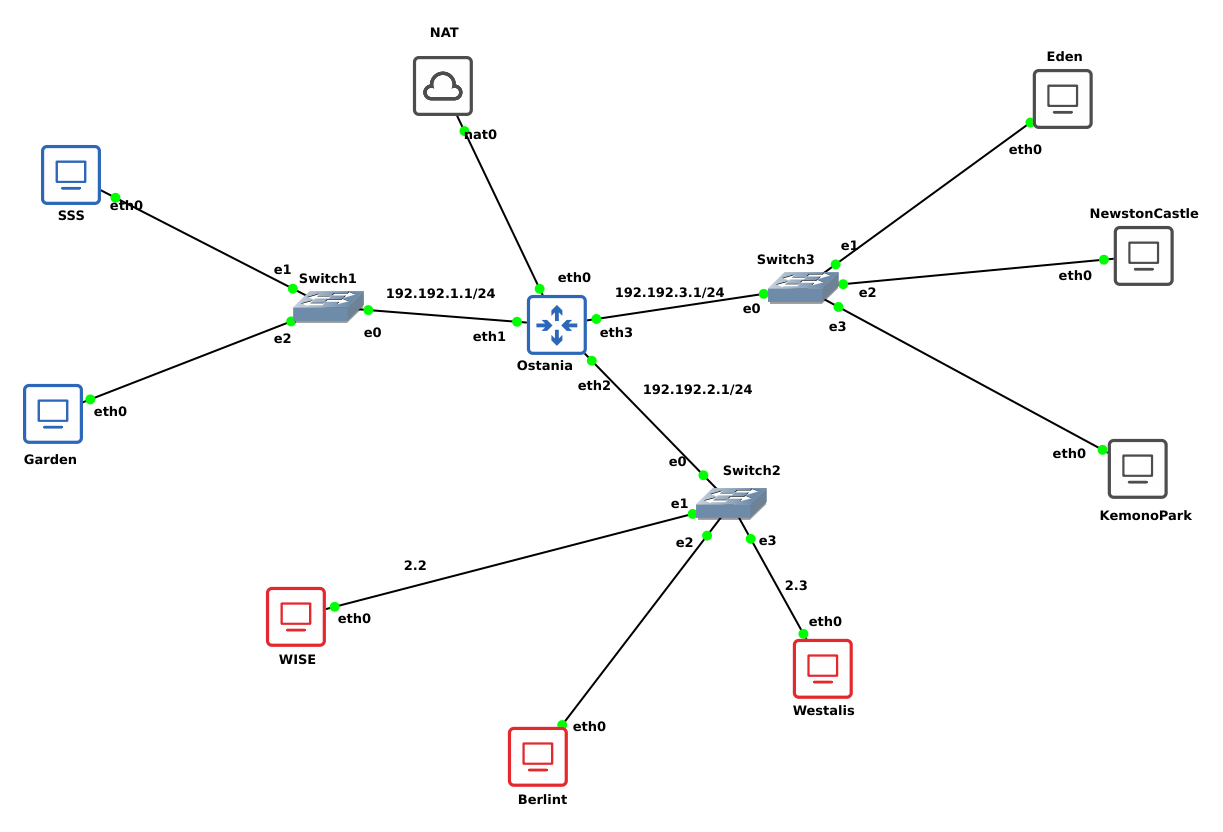 NAT
Eden
nat0
eth0
SSS
eth0
NewstonCastle
e1
Switch3
eth0
e1
Switch1
eth0
e2
192.192.1.1/24
192.192.3.1/24
e0
e3
e2
e0
eth1
eth3
Ostania
eth2
192.192.2.1/24
eth0
Garden
eth0
KemonoPark
e0
Switch2
e1
e2
e3
2.2
2.3
eth0
eth0
WISE
Westalis
eth0
Berlint